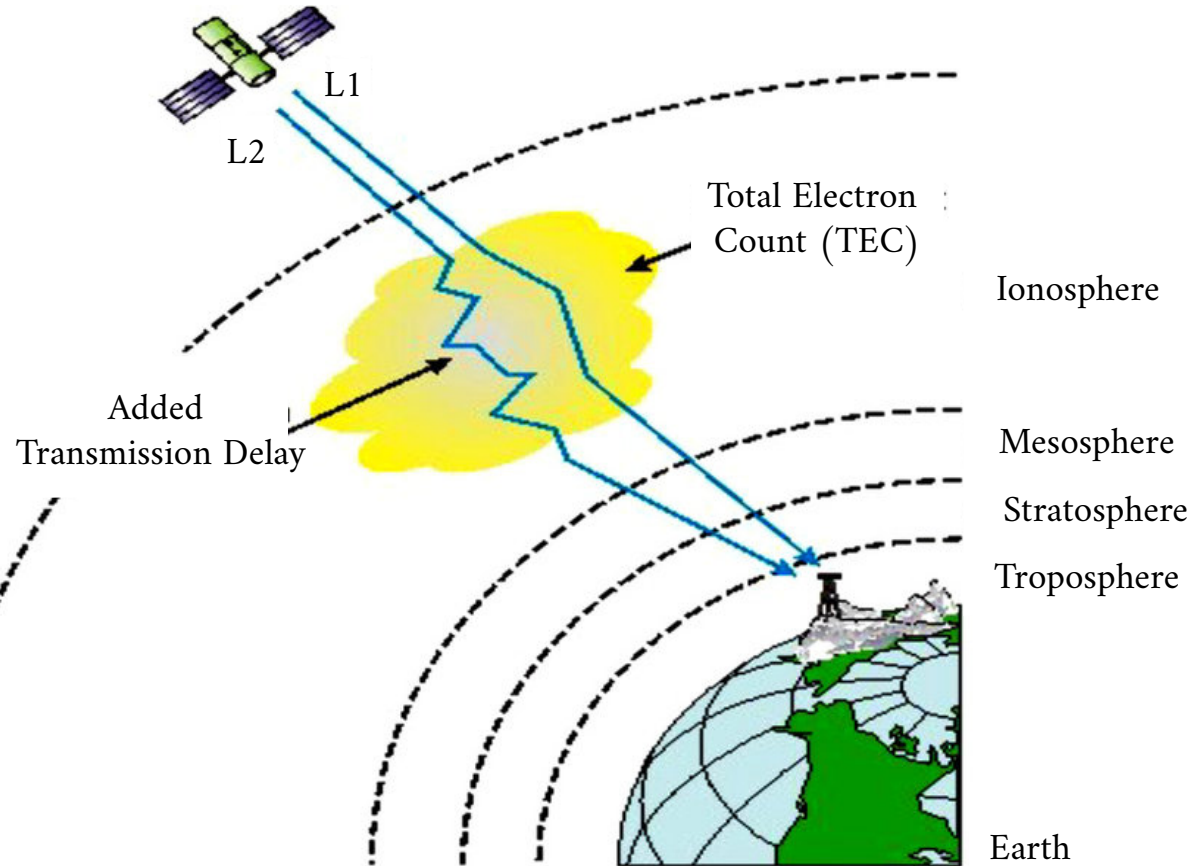 L1
L2
Total Electron
Count (TEC)
Ionosphere
Added
Transmission Delay
Mesosphere
Stratosphere
Troposphere
Earth